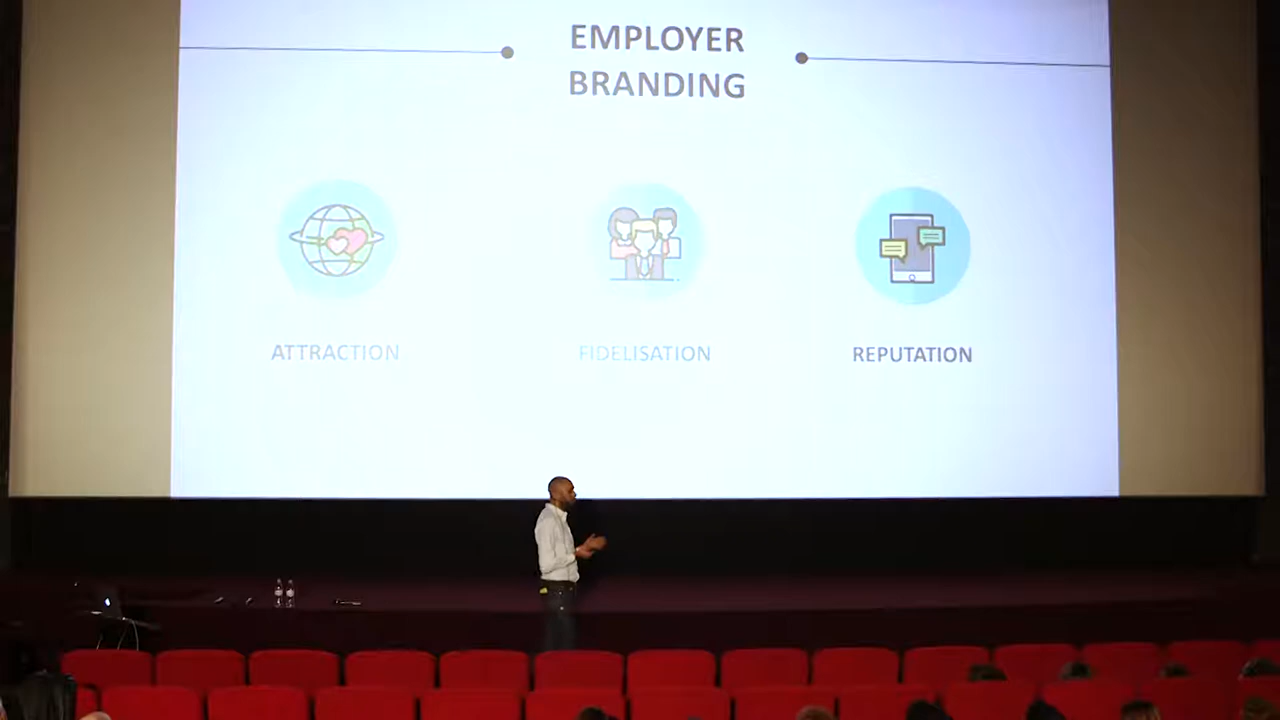 EMPLOYER
BRANDING
ATTRACTION
FIDELISATION
REPUTATION